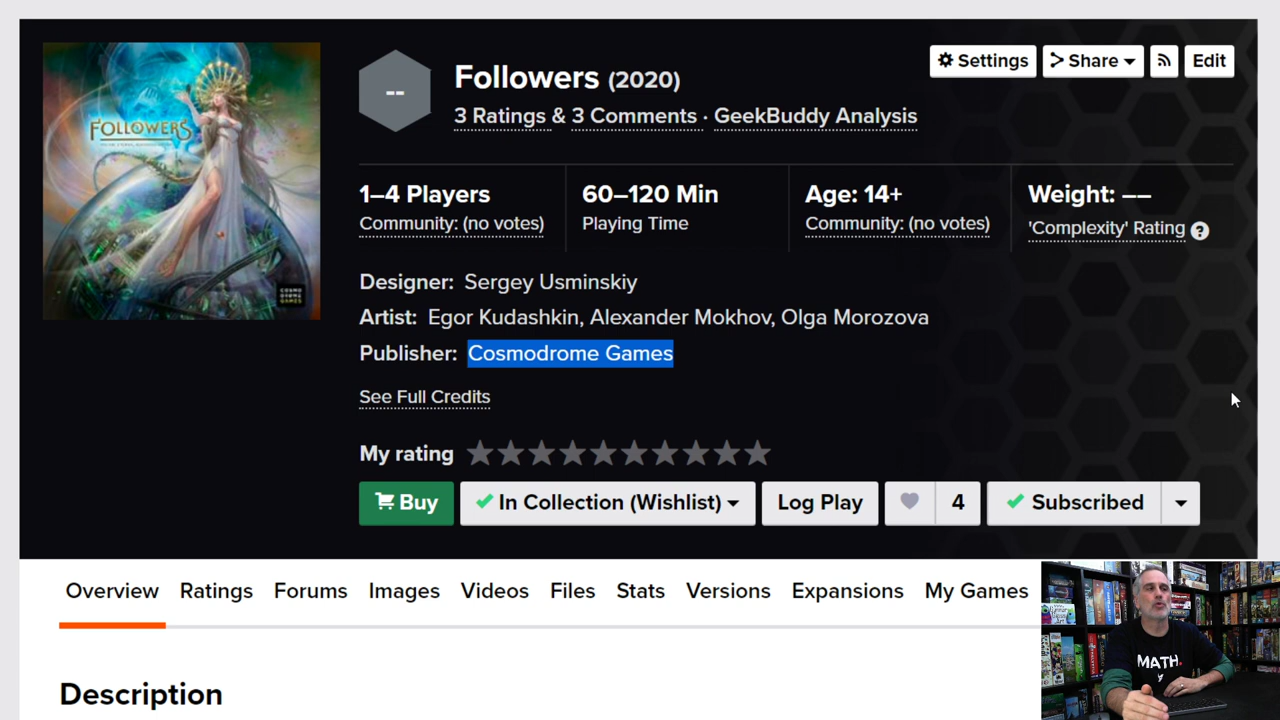 FOLLOWERS
COSMO
DROME
GAMES
--
Followers (2020)
3 Ratings & 3 Comments · GeekBuddy Analysis
Settings
Share
Edit
1–4 Players
Community: (no votes)
60–120 Min
Playing Time
Age: 14+
Community: (no votes)
Weight: ––
'Complexity' Rating ?
Designer: Sergey Usminskiy
Artist: Egor Kudashkin, Alexander Mokhov, Olga Morozova
Publisher: Cosmodrome Games
See Full Credits
My rating
Buy
In Collection (Wishlist)
Log Play
4
Subscribed
Overview Ratings Forums Images Videos Files Stats Versions Expansions My Games
Description
MATH.